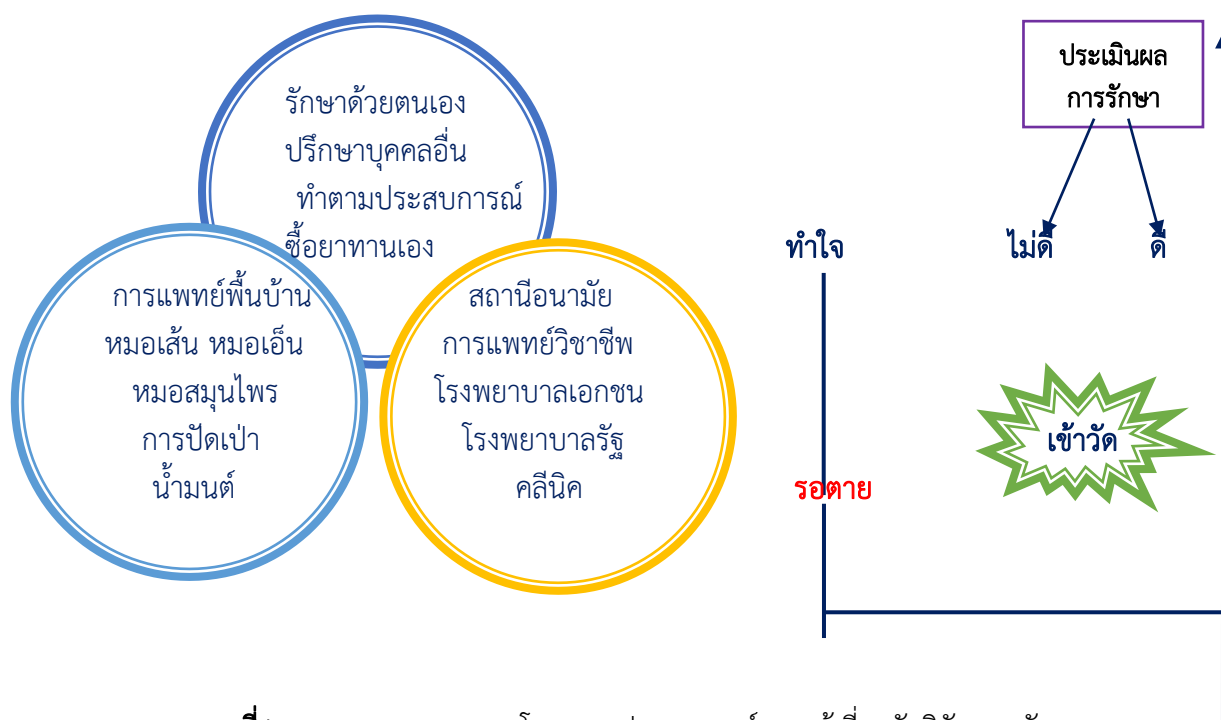 รักษาด้วยตนเอง
ปรึกษาบุคคลอื่น
ทำตามประสบการณ์
ซื้อยาทานเอง
การแพทย์พื้นบ้าน
หมอเส้น หมอเอ็น
หมอสมุนไพร
การปัดเป่า
น้ำมนต์
สถานีอนามัย
การแพทย์วิชาชีพ
โรงพยาบาลเอกชน
โรงพยาบาลรัฐ
คลีนิค
ประเมินผล
การรักษา
ทำใจ
ไม่ดี
ดี
เข้าวัด
รอตาย